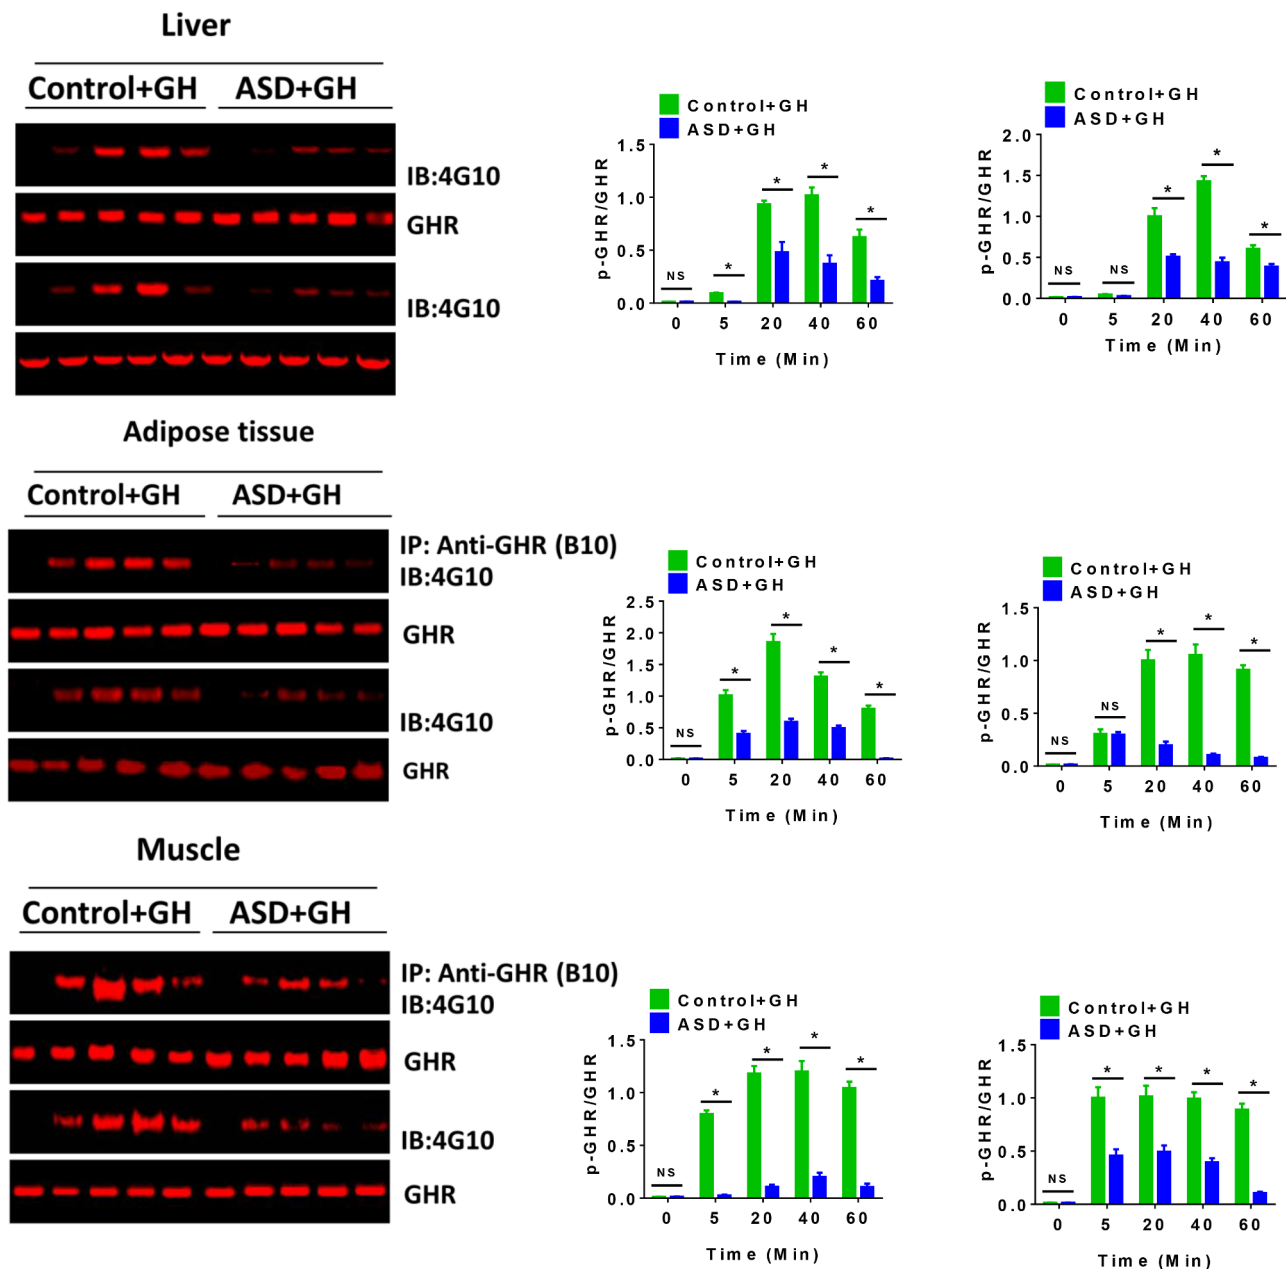 Liver
Control+GH ASD+GH
IB:4G10
GHR
IB:4G10
Control+GH
ASD+GH
p-GHR/GHR
1.5
1.0
0.5
0.0
NS * * * *
0 5 20 40 60
Time (Min)
Control+GH
ASD+GH
p-GHR/GHR
2.0
1.5
1.0
0.5
0.0
NS NS * * *
0 5 20 40 60
Time (Min)
Adipose tissue
Control+GH ASD+GH
IP: Anti-GHR (B10)
IB:4G10
GHR
IB:4G10
GHR
Control+GH
ASD+GH
p-GHR/GHR
2.5
2.0
1.5
1.0
0.5
0.0
NS * * * *
0 5 20 40 60
Time (Min)
Control+GH
ASD+GH
p-GHR/GHR
1.5
1.0
0.5
0.0
NS NS * * *
0 5 20 40 60
Time (Min)
Muscle
Control+GH ASD+GH
IP: Anti-GHR (B10)
IB:4G10
GHR
IB:4G10
GHR
Control+GH
ASD+GH
p-GHR/GHR
1.5
1.0
0.5
0.0
NS * * * *
0 5 20 40 60
Time (Min)
Control+GH
ASD+GH
p-GHR/GHR
1.5
1.0
0.5
0.0
NS * * * *
0 5 20 40 60
Time (Min)